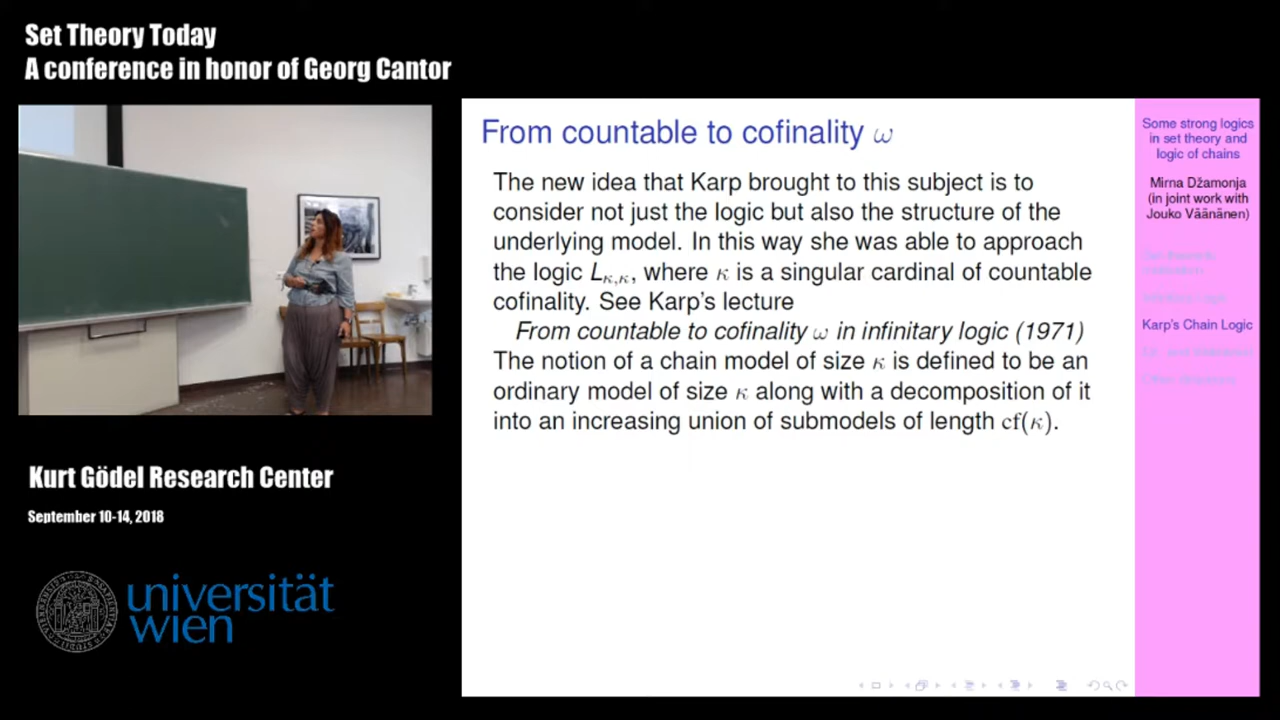 Set Theory Today
A conference in honor of Georg Cantor
From countable to cofinality ω
The new idea that Karp brought to this subject is to
consider not just the logic but also the structure of the
underlying model. In this way she was able to approach
the logic Lκ,κ, where κ is a singular cardinal of countable
cofinality. See Karp's lecture
From countable to cofinality ω in infinitary logic (1971)
The notion of a chain model of size κ is defined to be an
ordinary model of size κ along with a decomposition of it
into an increasing union of submodels of length cf(κ).
Some strong logics
in set theory and
logic of chains
Mirna Džamonja
(in joint work with
Jouko Väänänen)
Karp's Chain Logic
Kurt Gödel Research Center
September 10-14, 2018
universität
wien